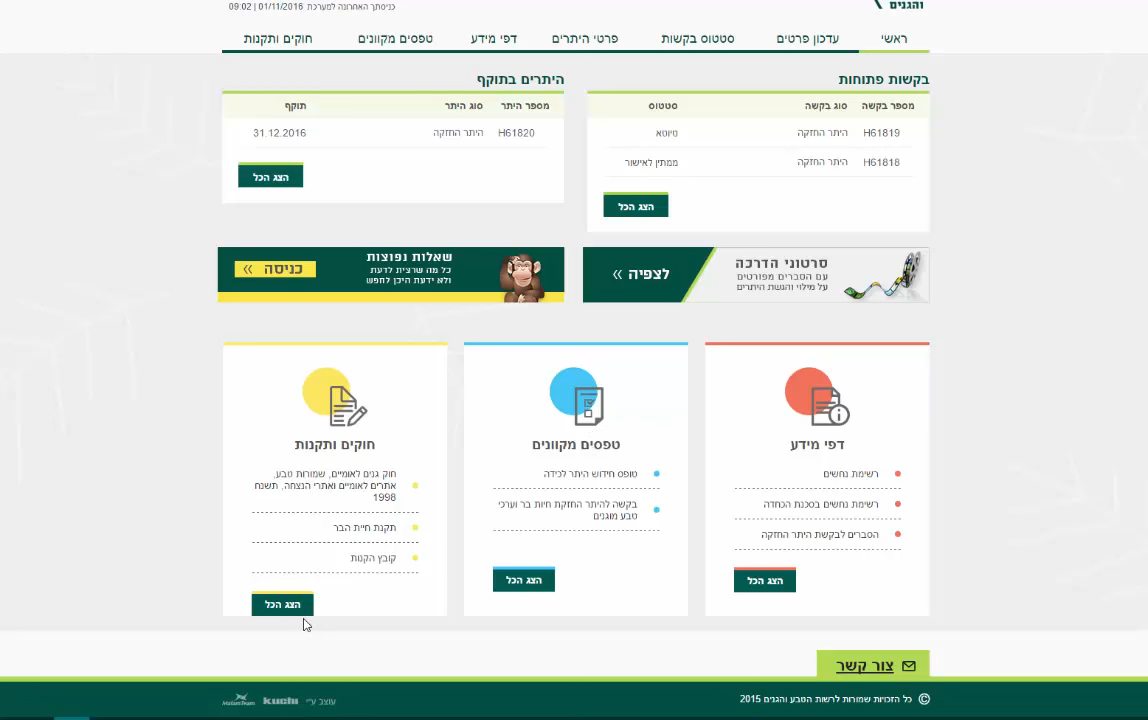 והגנים
כניסתך האחרונה למערכת 01/11/2016 | 09:02
ראשי
עדכון פרטים
סטטוס בקשות
פרטי היתרים
דפי מידע
טפסים מקוונים
חוקים ותקנות
בקשות פתוחות
מספר בקשה סוג בקשה סטטוס
H61819 היתר החזקה טיוטא
H61818 היתר החזקה ממתין לאישור
הצג הכל
היתרים בתוקף
מספר היתר סוג היתר תוקף
H61820 היתר החזקה 31.12.2016
הצג הכל
סרטוני הדרכה
עם הסברים מפורטים
על מילוי והגשת היתרים
לצפיה »
שאלות נפוצות
כל מה שרצית לדעת
ולא ידעת היכן לחפש
כניסה »
דפי מידע
רשימת נחשים
רשימת נחשים בסכנת הכחדה
הסברים לבקשת היתר החזקה
הצג הכל
טפסים מקוונים
טופס חידוש היתר לכידה
בקשה להיתר החזקת חיות בר וערכי
טבע מוגנים
הצג הכל
חוקים ותקנות
חוק גנים לאומיים, שמורות טבע,
אתרים לאומיים ואתרי הנצחה, תשנח
1998
תקנת חיית הבר
קובץ הקנות
הצג הכל
צור קשר
© כל הזכויות שמורות לרשות הטבע והגנים 2015
עוצב ע"י kuchi MalamTeam